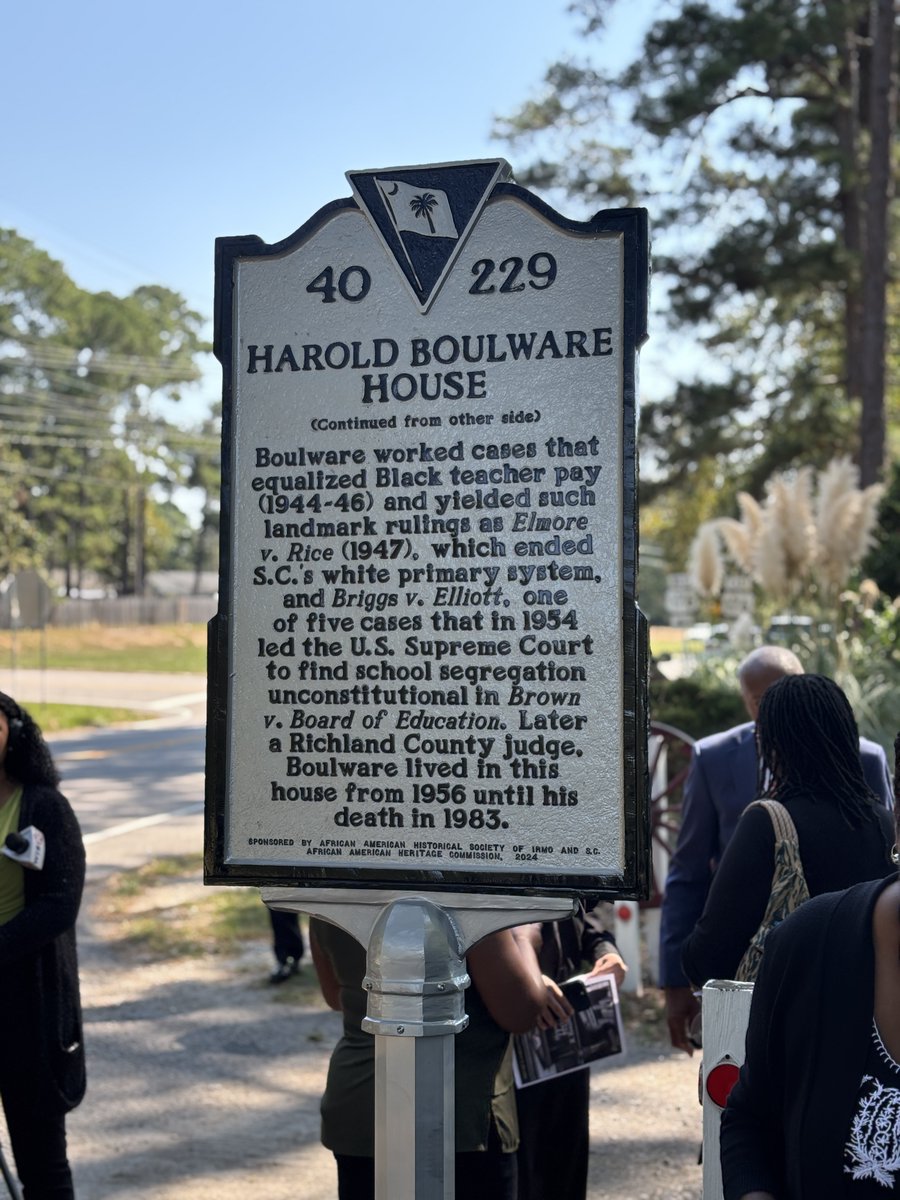 40 229
HAROLD BOULWARE
HOUSE
(Continued from other side)
Boulware worked cases that
equalized Black teacher pay
(1944-46) and yielded such
landmark rulings as Elmore
v. Rice (1947), which ended
S.C.'s white primary system,
and Briggs v. Elliott, one
of five cases that in 1954
led the U.S. Supreme Court
to find school segregation
unconstitutional in Brown
v. Board of Education. Later
a Richland County judge,
Boulware lived in this
house from 1956 until his
death in 1983.
SPONSORED BY AFRICAN AMERICAN HISTORICAL SOCIETY OF IRMO AND S.C.
AFRICAN AMERICAN HERITAGE COMMISSION, 2024